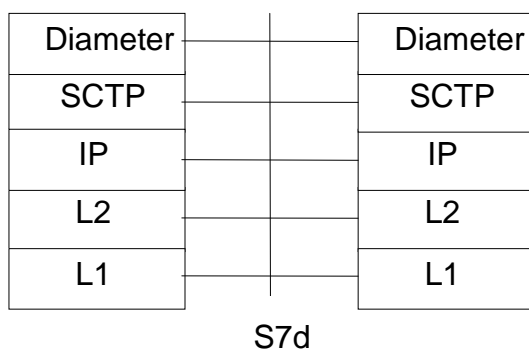 Diameter Diameter
SCTP SCTP
IP IP
L2 L2
L1 L1
S7d